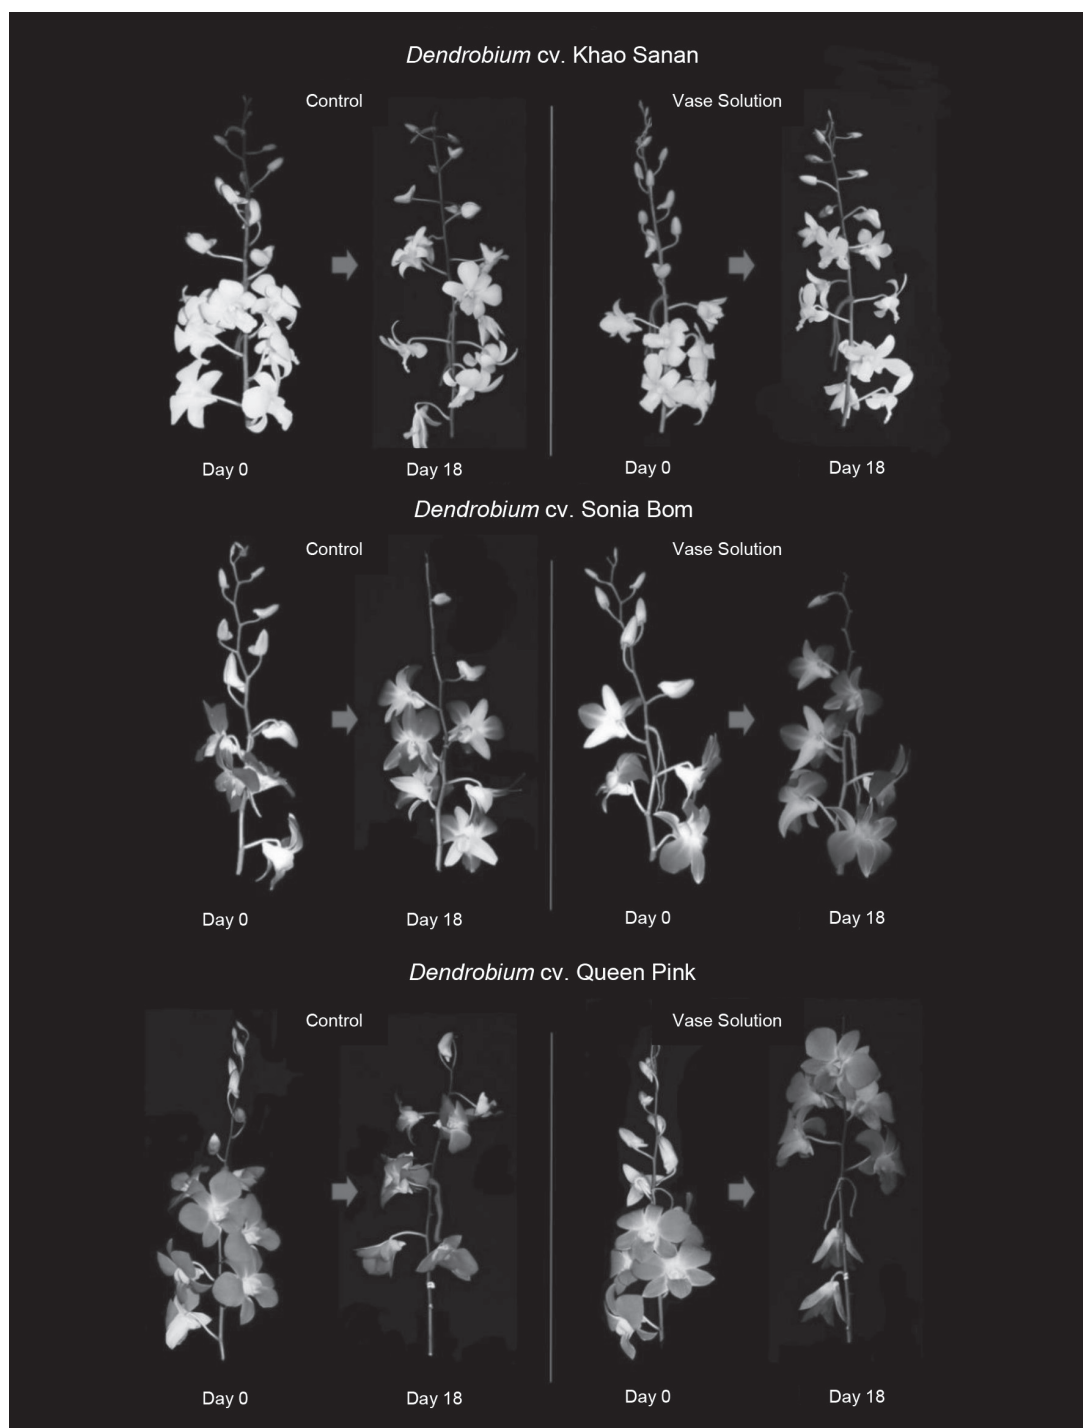 Dendrobium cv. Khao Sanan
Control
Vase Solution
Day 0
Day 18
Day 0
Day 18
Dendrobium cv. Sonia Bom
Control
Vase Solution
Day 0
Day 18
Day 0
Day 18
Dendrobium cv. Queen Pink
Control
Vase Solution
Day 0
Day 18
Day 0
Day 18